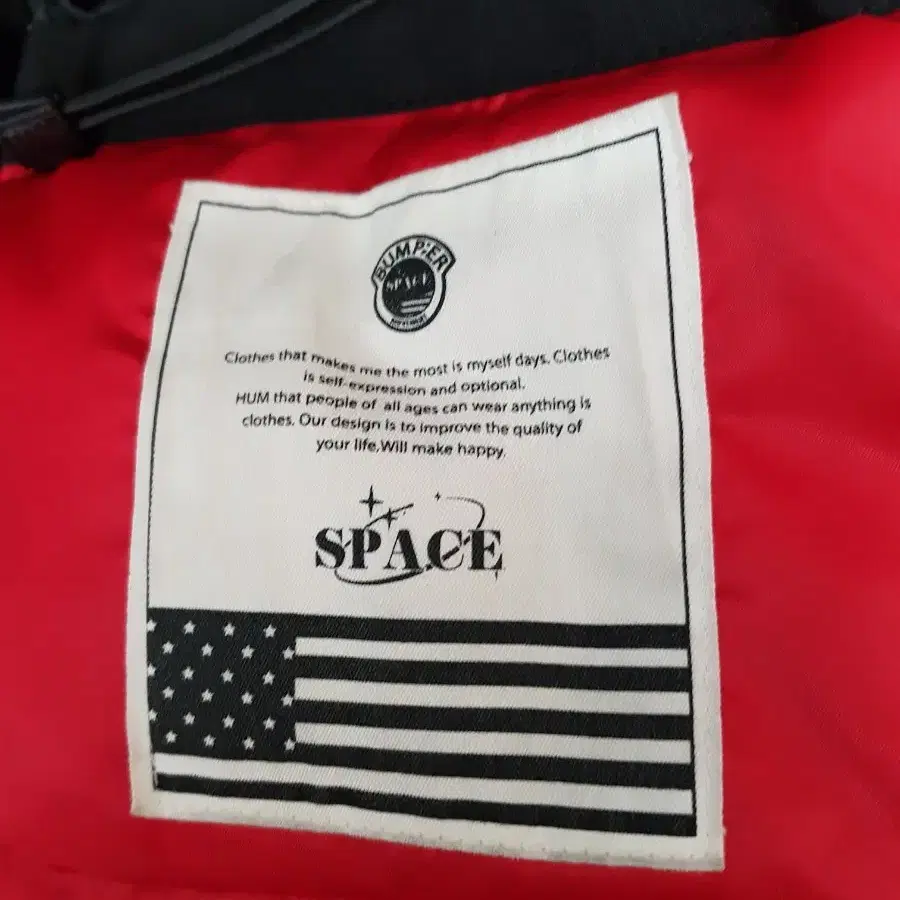 BUMP:ER
SPACE
Clothes that makes me the most is myself days. Clothes
is self-expression and optional.
HUM that people of all ages can wear anything is
clothes. Our design is to improve the quality of
your life.Will make happy.
SPACE